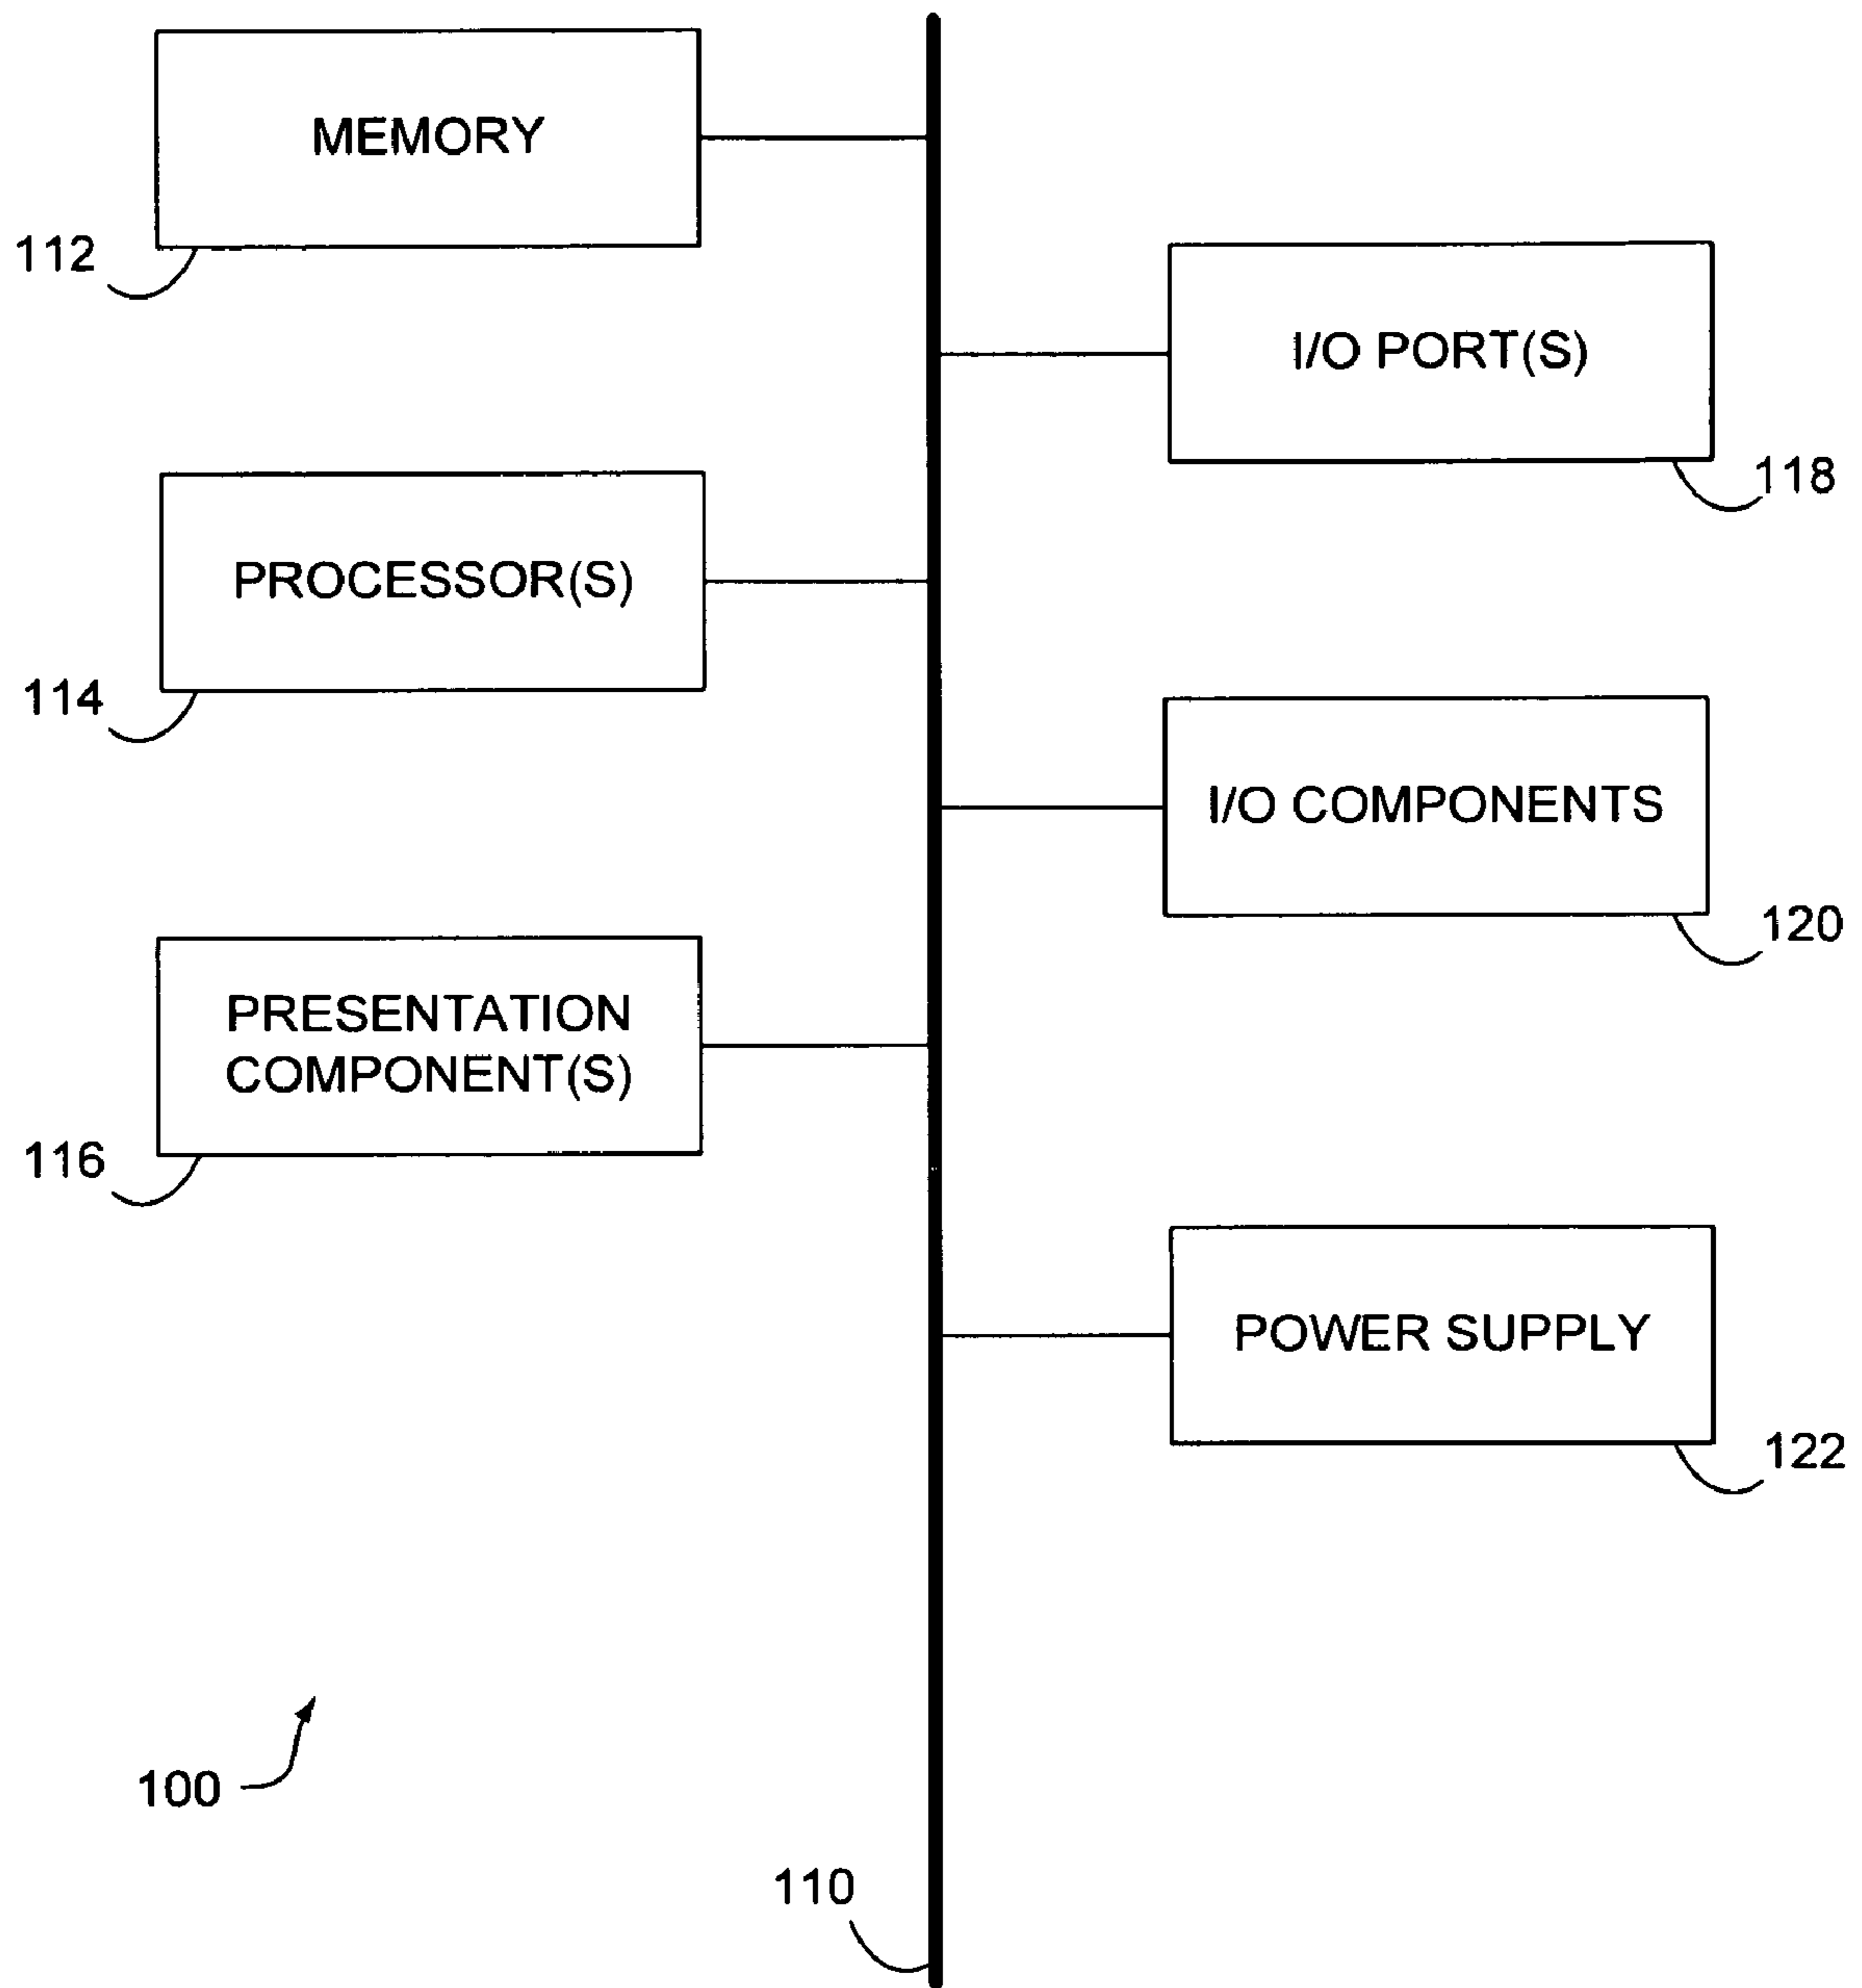 MEMORY
112
I/O PORT(S)
118
PROCESSOR(S)
114
I/O COMPONENTS
120
PRESENTATION
COMPONENT(S)
116
POWER SUPPLY
122
100
110